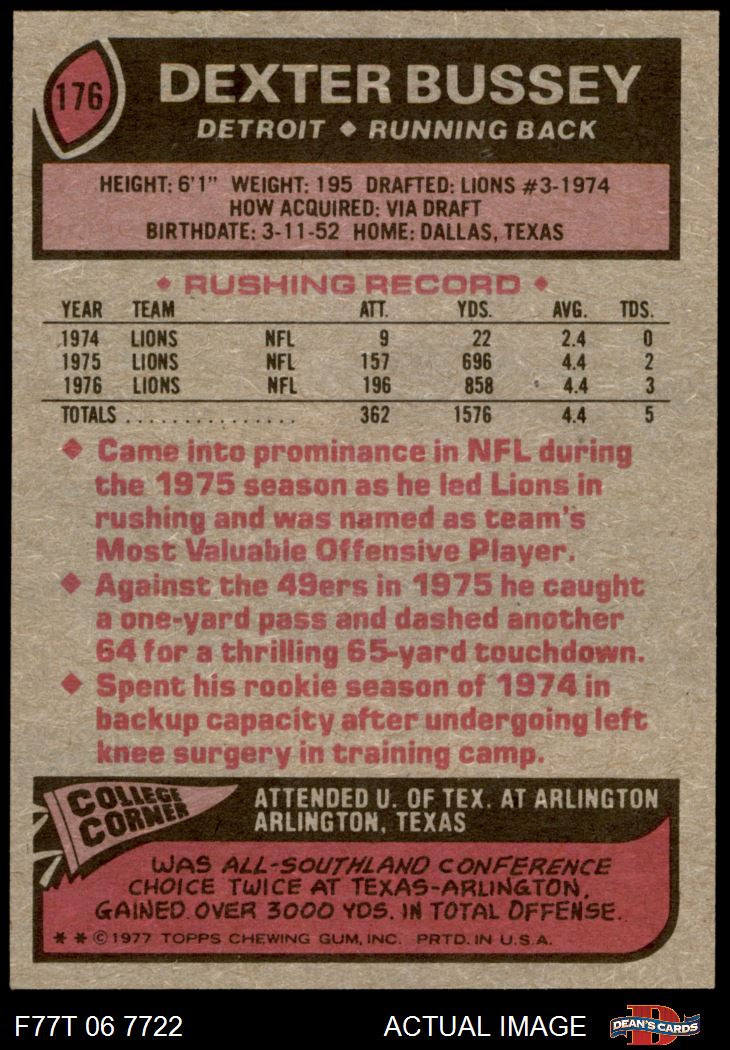 176
DEXTER BUSSEY
DETROIT ◆ RUNNING BACK
HEIGHT: 6'1" WEIGHT: 195 DRAFTED: LIONS #3-1974
HOW ACQUIRED: VIA DRAFT
BIRTHDATE: 3-11-52 HOME: DALLAS, TEXAS
◆ RUSHING RECORD ◆
YEAR TEAM ATT. YDS. AVG. TDS.
1974 LIONS NFL 9 22 2.4 0
1975 LIONS NFL 157 696 4.4 2
1976 LIONS NFL 196 858 4.4 3
TOTALS ............... 362 1576 4.4 5
◆ Came into prominance in NFL during
the 1975 season as he led Lions in
rushing and was named as team's
Most Valuable Offensive Player.
◆ Against the 49ers in 1975 he caught
a one-yard pass and dashed another
64 for a thrilling 65-yard touchdown.
◆ Spent his rookie season of 1974 in
backup capacity after undergoing left
knee surgery in training camp.
COLLEGE
CORNER
ATTENDED U. OF TEX. AT ARLINGTON
ARLINGTON, TEXAS
WAS ALL-SOUTHLAND CONFERENCE
CHOICE TWICE AT TEXAS-ARLINGTON.
GAINED OVER 3000 YDS. IN TOTAL OFFENSE.
* * © 1977 TOPPS CHEWING GUM, INC. PRTD. IN U.S.A.
F77T 06 7722
ACTUAL IMAGE
D
DEAN'S CARDS